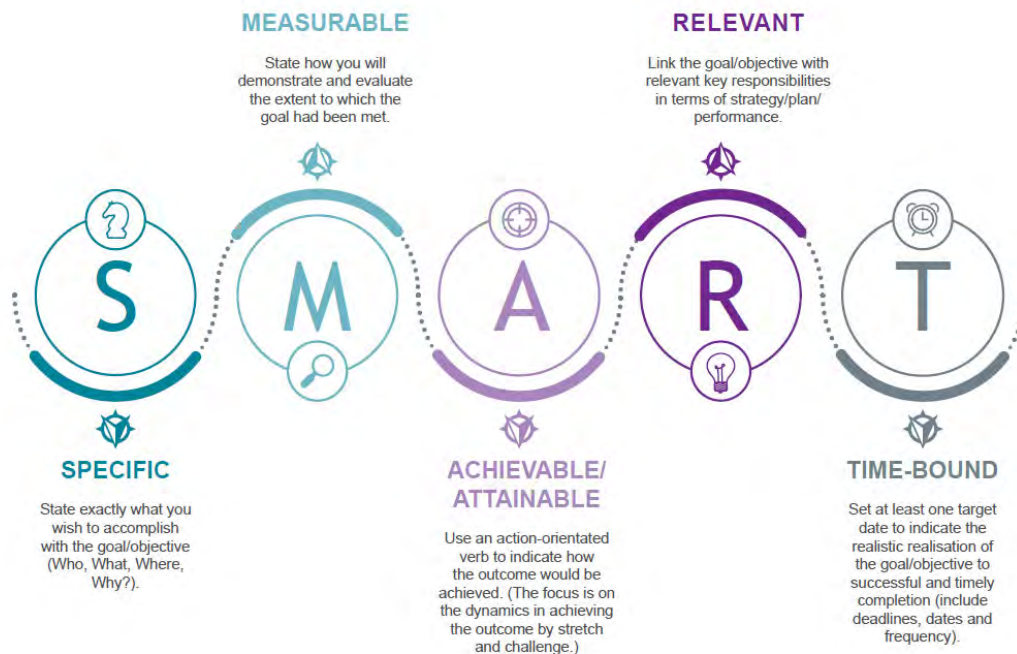 MEASURABLE
State how you will
demonstrate and evaluate
the extent to which the
goal had been met.
RELEVANT
Link the goal/objective with
relevant key responsibilities
in terms of strategy/plan/
performance.
S
M
A
R
T
SPECIFIC
State exactly what you
wish to accomplish
with the goal/objective
(Who, What, Where,
Why?).
ACHIEVABLE/
ATTAINABLE
Use an action-orientated
verb to indicate how
the outcome would be
achieved. (The focus is on
the dynamics in achieving
the outcome by stretch
and challenge.)
TIME-BOUND
Set at least one target
date to indicate the
realistic realisation of
the goal/objective to
successful and timely
completion (include
deadlines, dates and
frequency).